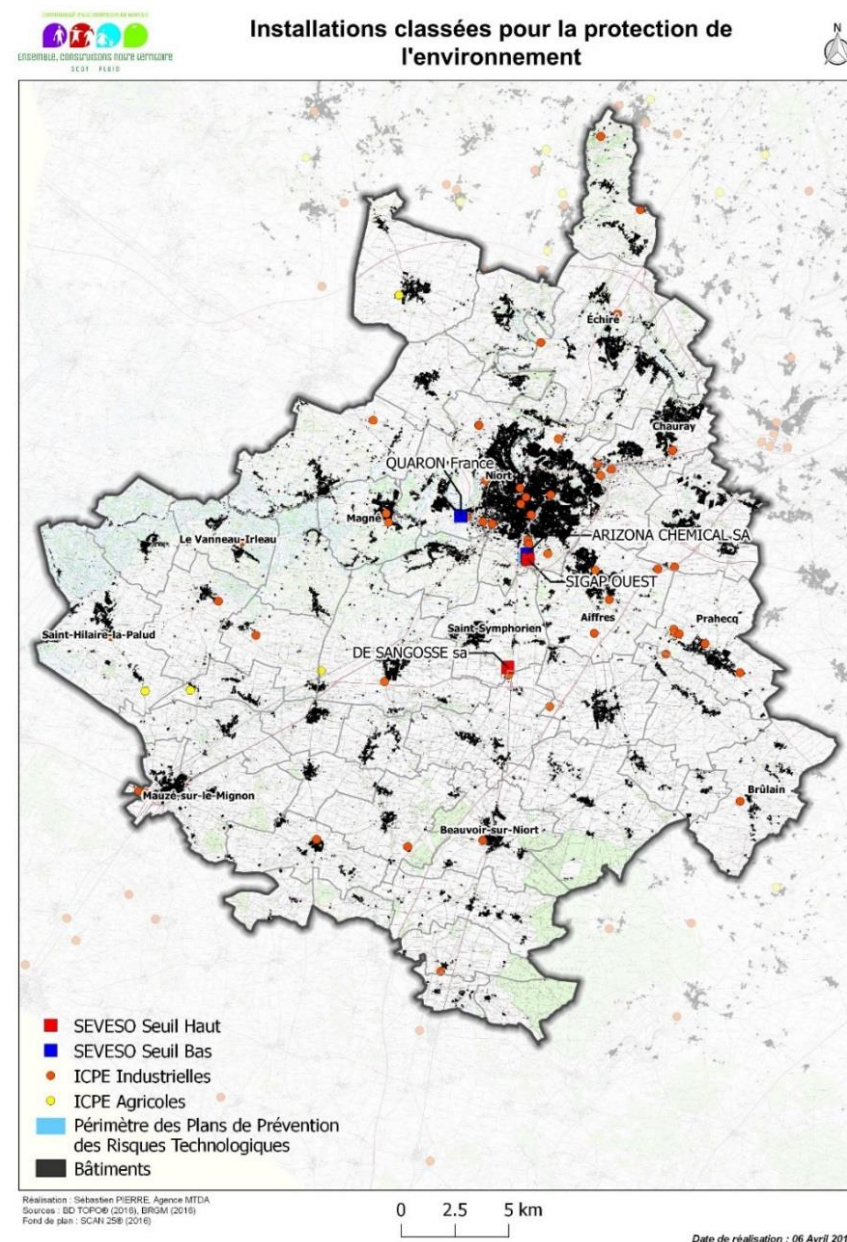 Installations classées pour la protection de
l'environnement
N
Ensemble, construisons notre territoire
SCOT - PLUID
Échiré
Chauray
QUARON France
Niort
Magné
Le Vanneau-Irleau
ARIZONA CHEMICAL SA
SIGAP OUEST
Saint-Hilaire-la-Palud
Saint-Symphorien
Aiffres
Prahecq
DE SANGOSSE sa
Mauzé-sur-le-Mignon
Brûlain
Beauvoir-sur-Niort
SEVESO Seuil Haut
SEVESO Seuil Bas
ICPE Industrielles
ICPE Agricoles
Périmètre des Plans de Prévention
des Risques Technologiques
Bâtiments
Réalisation : Sébastien PIERRE, Agence MTDA
Sources : BD TOPO® (2016), BRGM (2016)
Fond de plan : SCAN 25® (2016)
0 2.5 5 km
Date de réalisation : 06 Avril 201